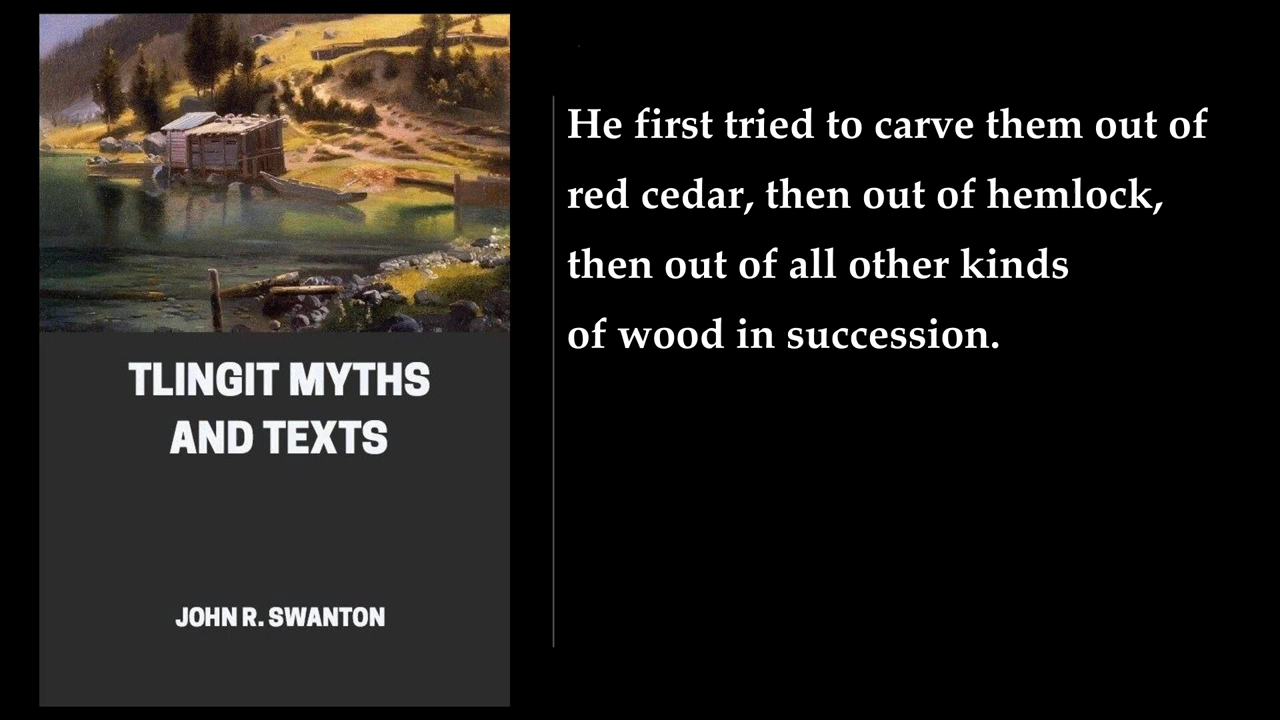 TLINGIT MYTHS
AND TEXTS
JOHN R. SWANTON
He first tried to carve them out of
red cedar, then out of hemlock,
then out of all other kinds
of wood in succession.